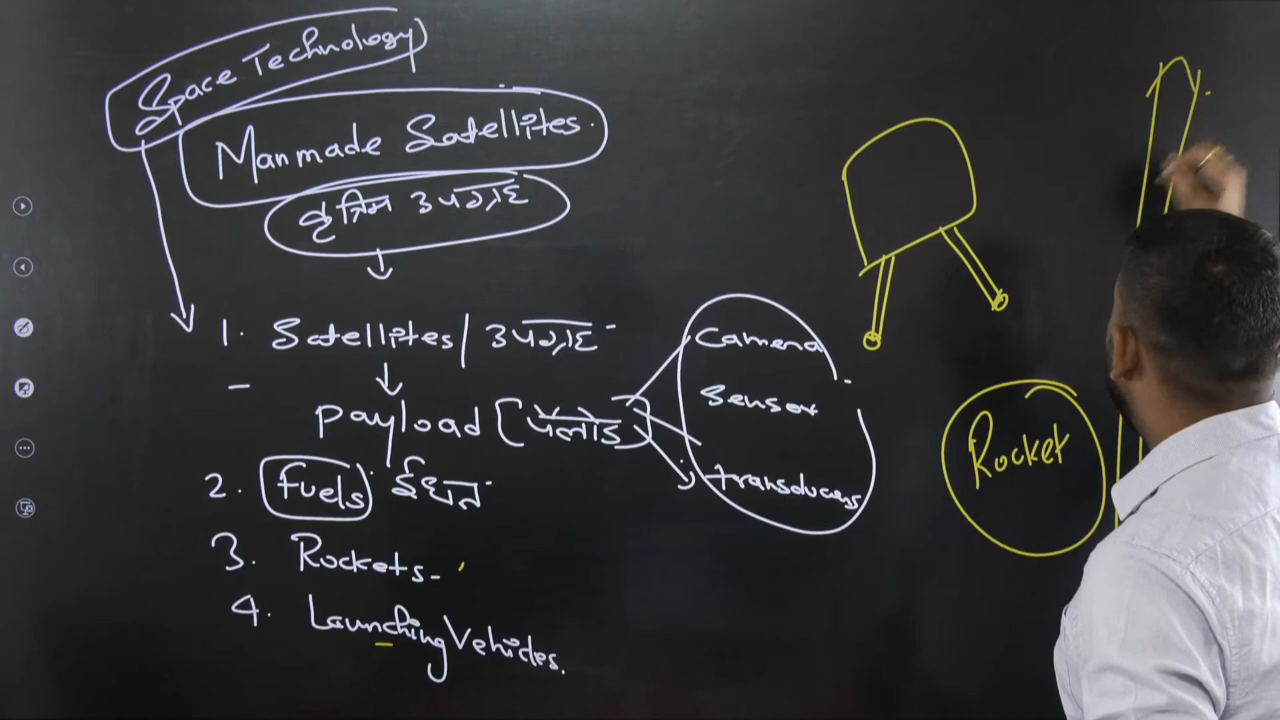 Space Technology
Manmade Satellites.
कृत्रिम उपग्रह
1. Satellites/ उपग्रह
Payload [पेलोड]
Camera
Sensor
transducers
2. Fuels ईंधन
3. Rockets
4. Launching Vehicles.
Rocket